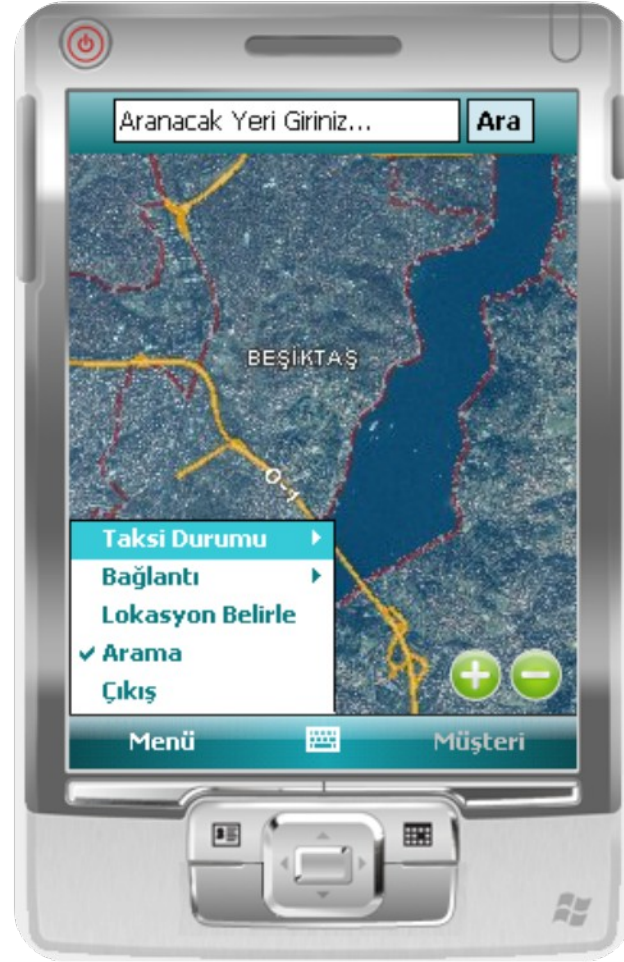 Aranacak Yeri Giriniz... Ara
BEŞİKTAŞ
O-1
Taksi Durumu
Bağlantı
Lokasyon Belirle
Arama
Çıkış
Menü Müşteri